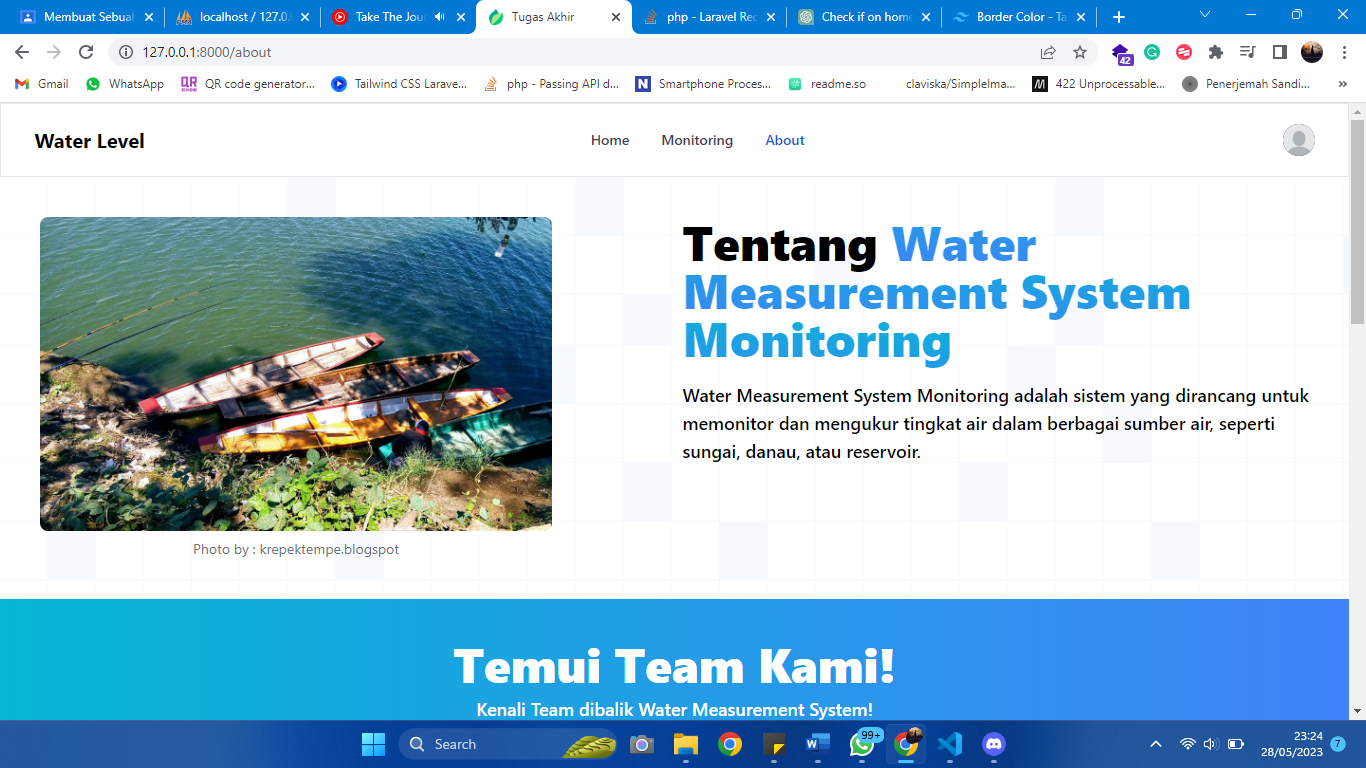 Membuat Sebuah
localhost / 127.0.0
Take The Jour
Tugas Akhir
php - Laravel Rec
Check if on home
Border Color - Ta
127.0.0.1:8000/about
42
Gmail
WhatsApp
QR code generator...
Tailwind CSS Larave...
php - Passing API d...
Smartphone Proces...
readme.so
claviska/SimpleIma...
422 Unprocessable...
Penerjemah Sandi...
»
Water Level
Home
Monitoring
About
Tentang Water
Measurement System
Monitoring
Water Measurement System Monitoring adalah sistem yang dirancang untuk
memonitor dan mengukur tingkat air dalam berbagai sumber air, seperti
sungai, danau, atau reservoir.
Photo by : krepektempe.blogspot
Temui Team Kami!
Kenali Team dibalik Water Measurement System!
Search
99+
23:24
28/05/2023
7